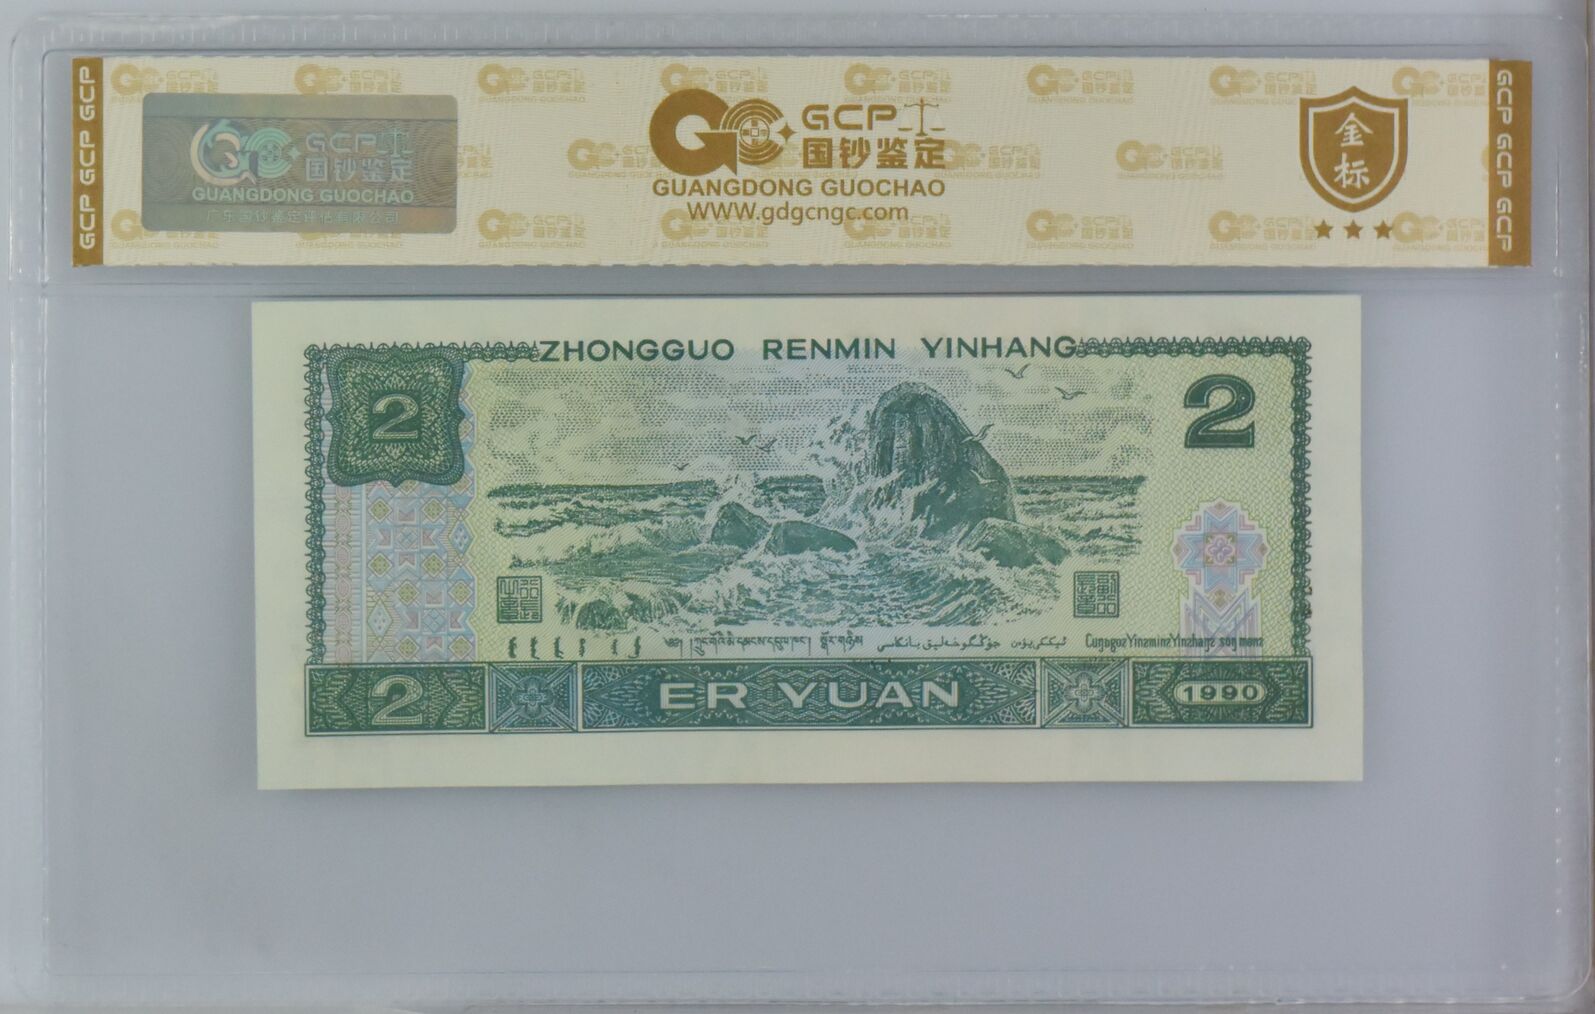 GCP GCP GCP
GCP
国钞鉴定
GUANGDONG GUOCHAO
广东国钞鉴定评估有限公司
GCP
国钞鉴定
GUANGDONG GUOCHAO
WWW.gdgcngc.com
金标
GCP GCP GCP
ZHONGGUO RENMIN YINHANG
2
2
2
ER YUAN
1990